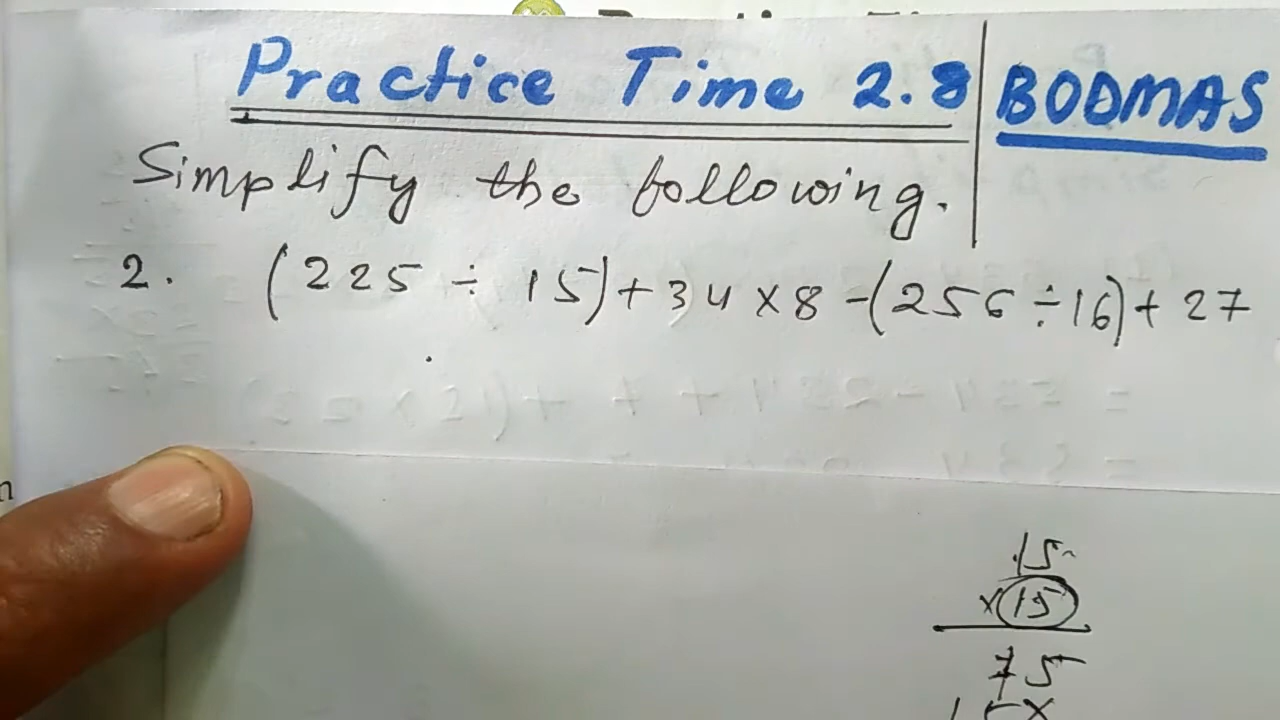 Practice Time 2.8 BODMAS
Simplify the following.
2. (225 ÷ 15) + 34 × 8 - (256 ÷ 16) + 27
15
× 15
75